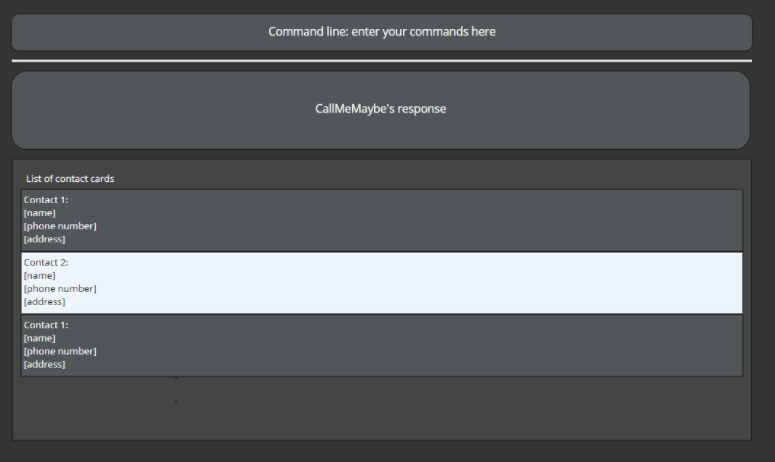 Command line: enter your commands here
CallMeMaybe's response
List of contact cards
Contact 1:
[name]
[phone number]
[address]
Contact 2:
[name]
[phone number]
[address]
Contact 1:
[name]
[phone number]
[address]